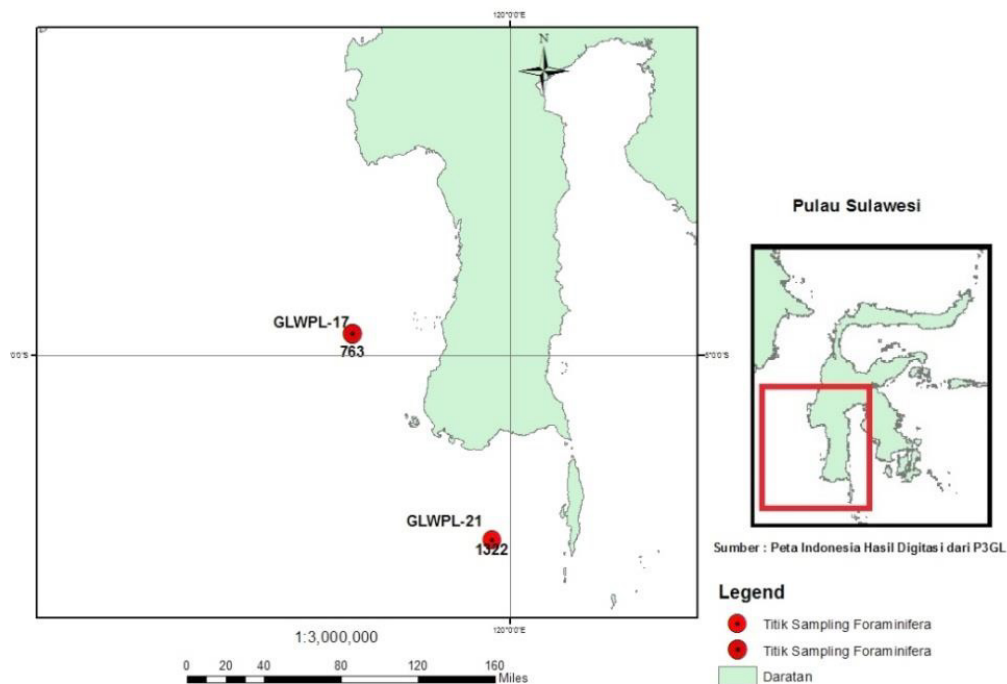 120°0'0"E
N
Pulau Sulawesi
GLWPL-17
763
00'S
5°0'0"S
GLWPL-21
1322
Sumber : Peta Indonesia Hasil Digitasi dari P3GL
Legend
Titik Sampling Foraminifera
Titik Sampling Foraminifera
Daratan
120°0'0"E
1:3,000,000
0 20 40 80 120 160
Miles